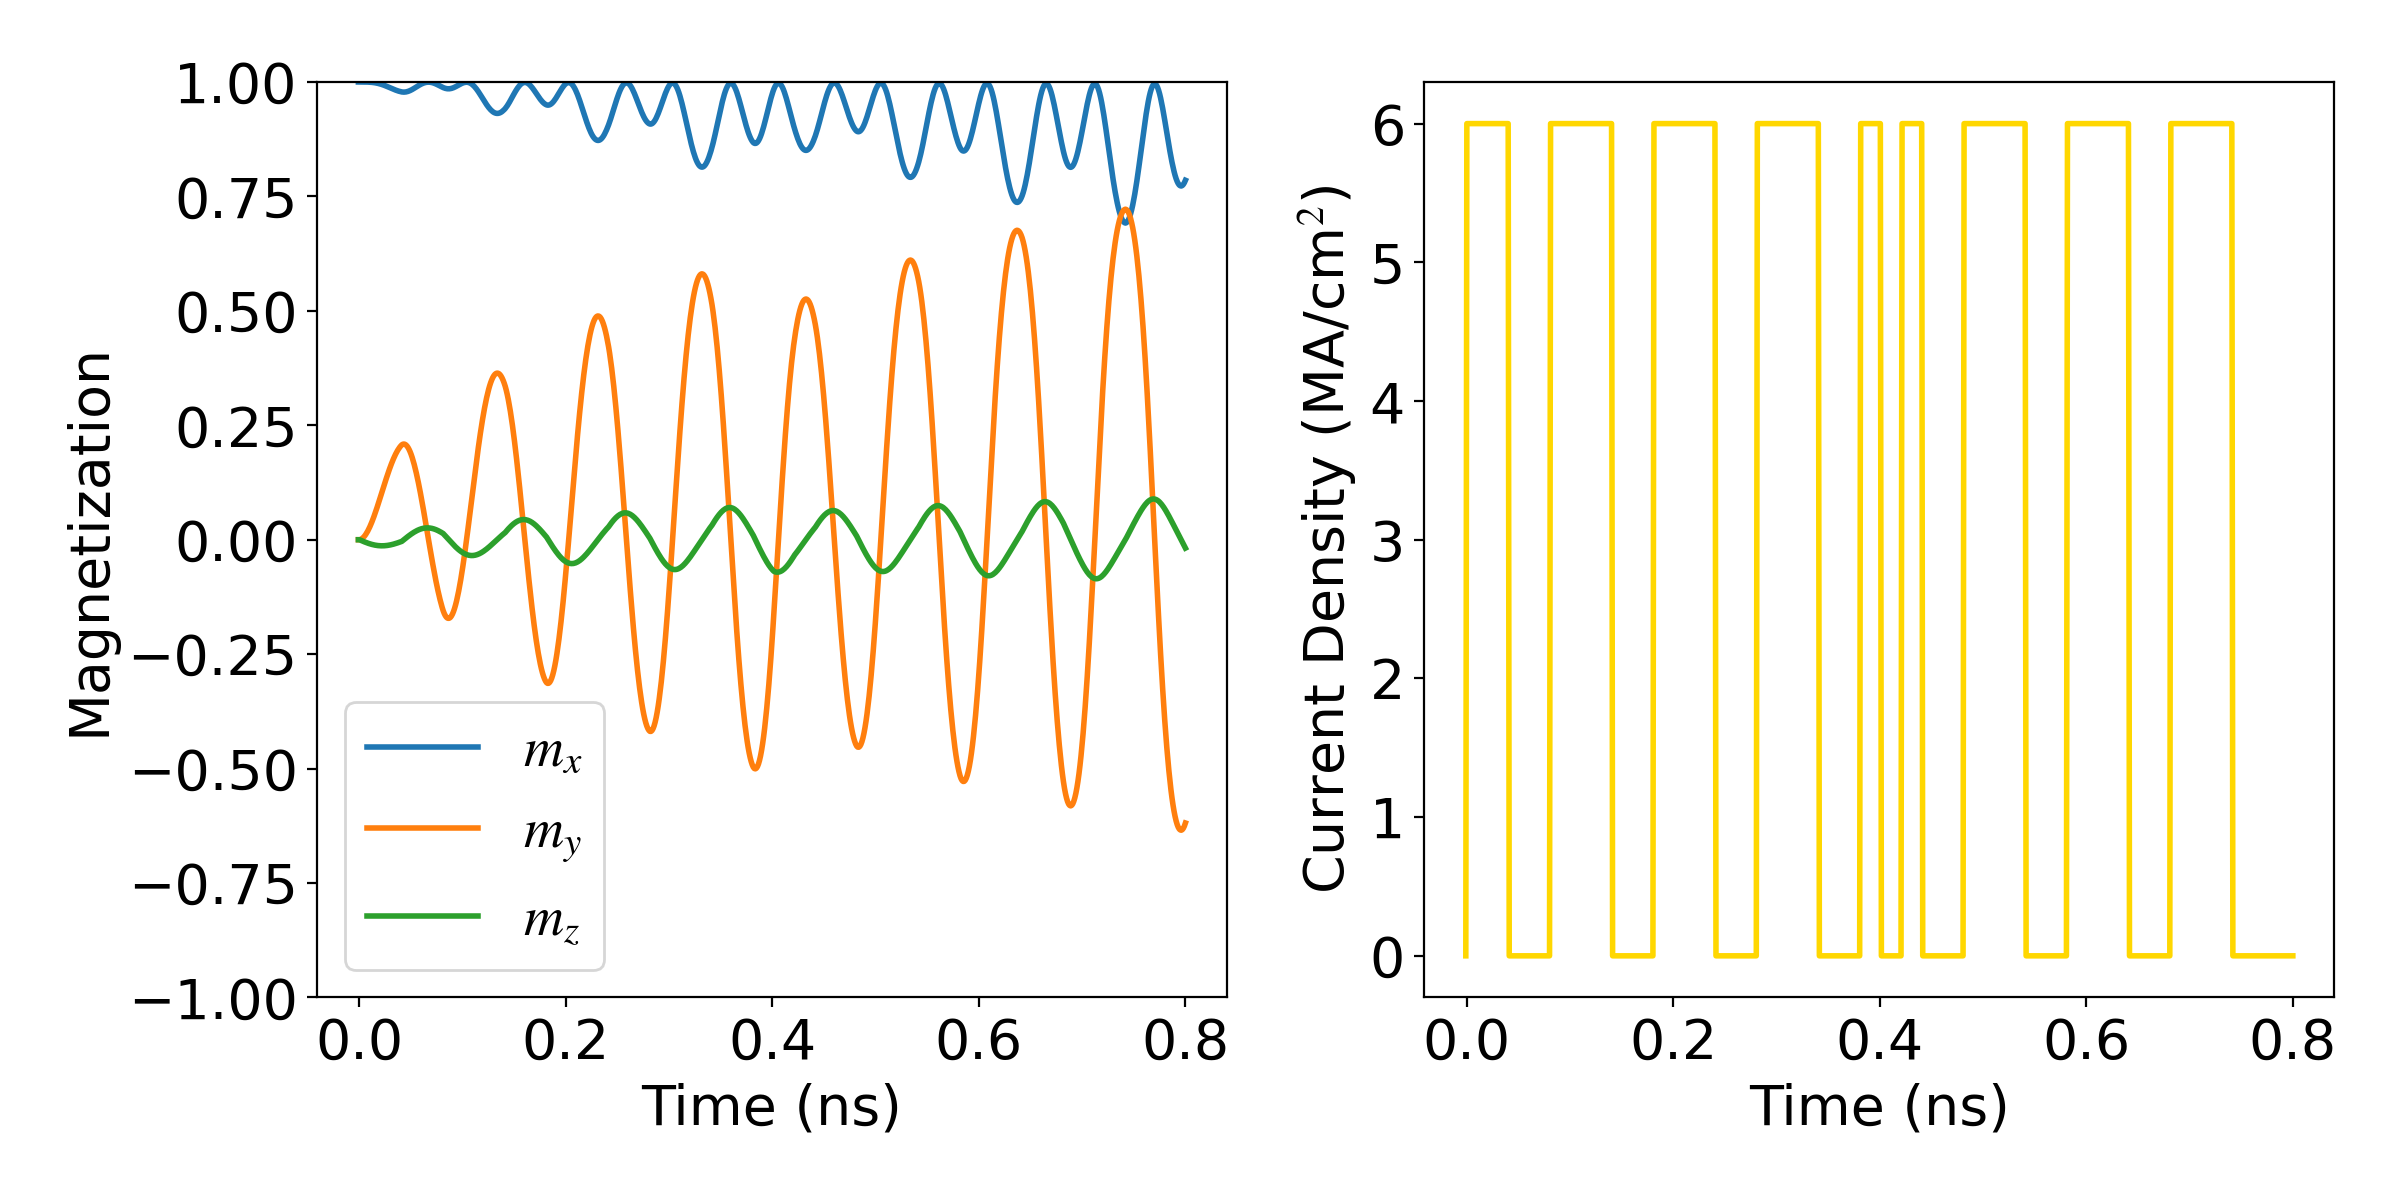 1.00
0.75
0.50
0.25
0.00
−0.25
−0.50
−0.75
−1.00
Magnetization
m_x
m_y
m_z
0.0 0.2 0.4 0.6 0.8
Time (ns)
6
5
4
3
2
1
0
Current Density (MA/cm²)
0.0 0.2 0.4 0.6 0.8
Time (ns)